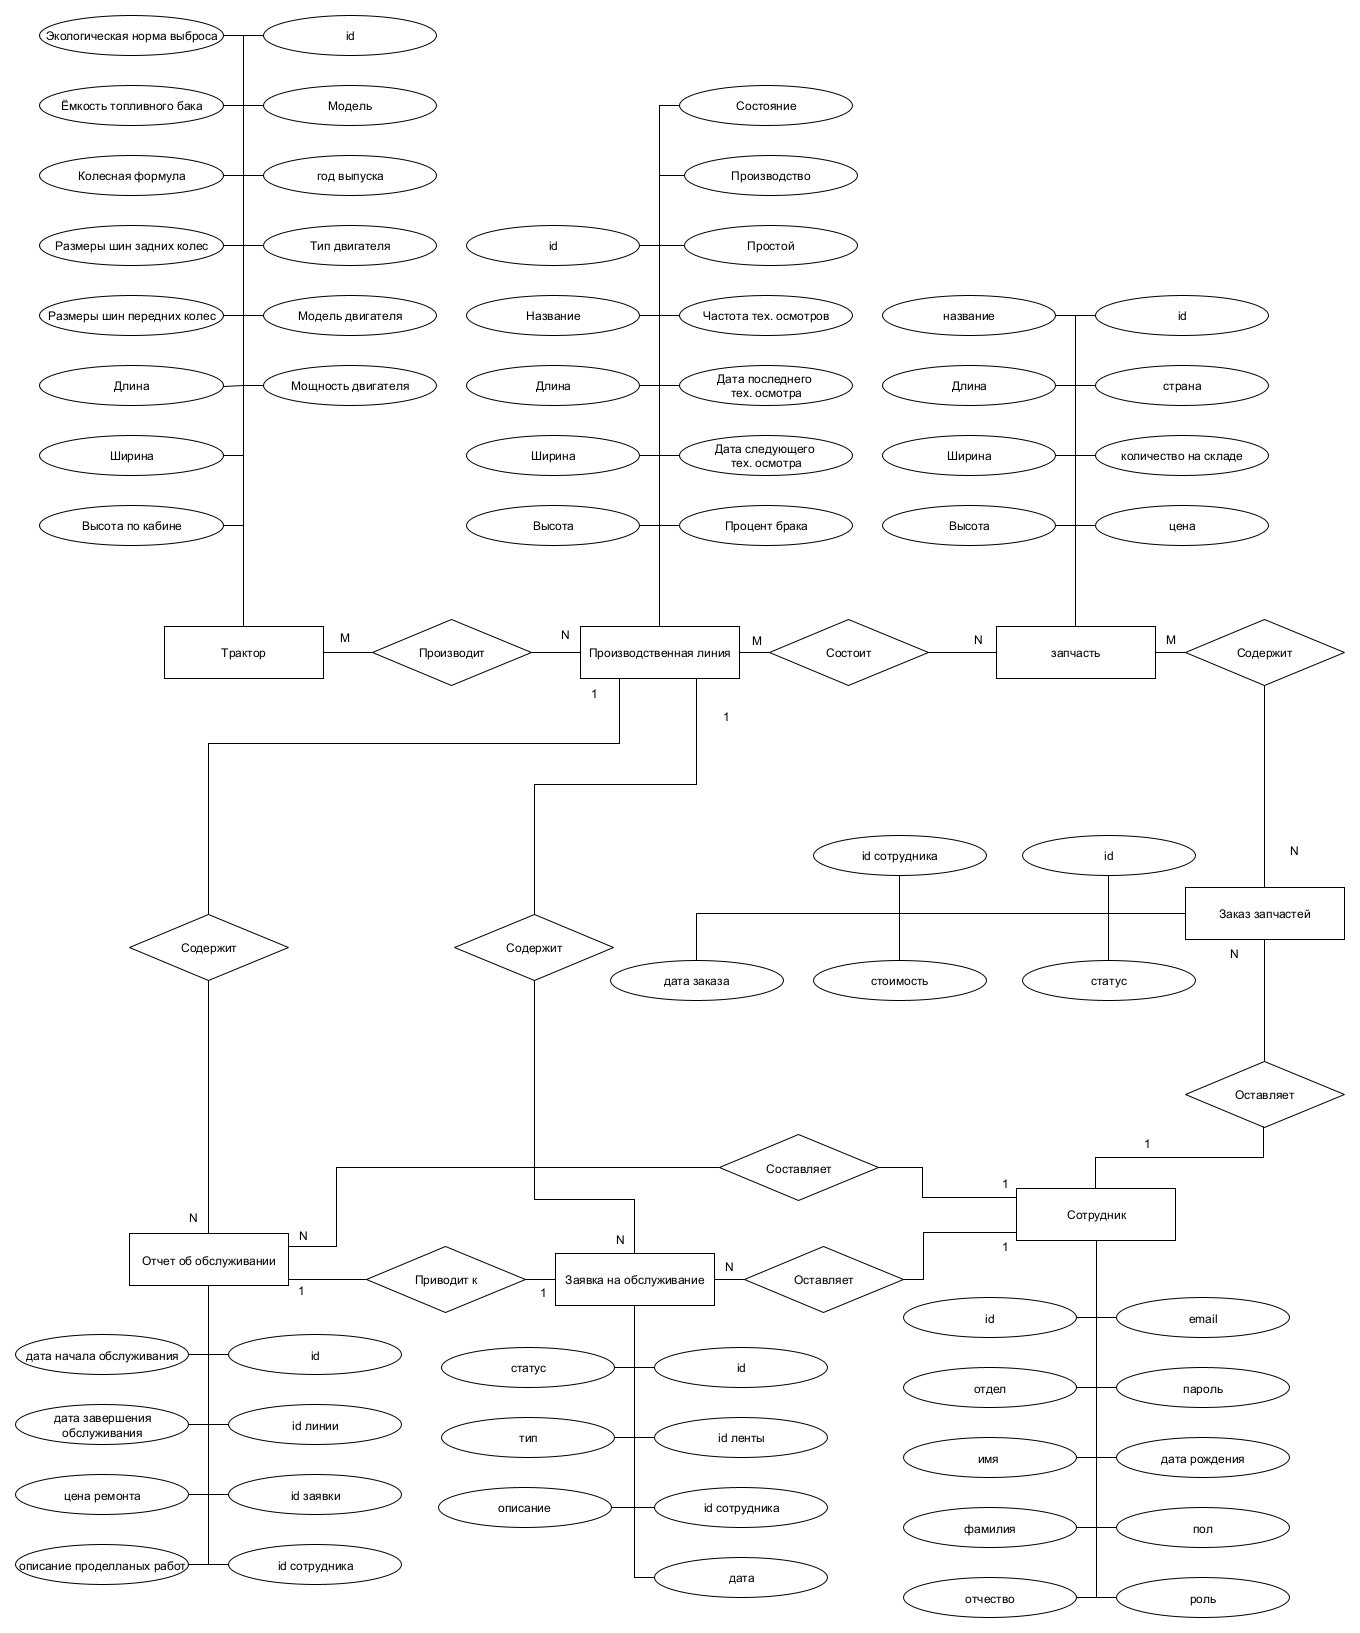 Экологическая норма выброса
id
Ёмкость топливного бака
Модель
Состояние
Колесная формула
год выпуска
Производство
Размеры шин задних колес
Тип двигателя
id
Простой
Размеры шин передних колес
Модель двигателя
Название
Частота тех. осмотров
название
id
Длина
Мощность двигателя
Длина
Дата последнего
тех. осмотра
Длина
страна
Ширина
Ширина
Дата следующего
тех. осмотра
Ширина
количество на складе
Высота по кабине
Высота
Процент брака
Высота
цена
Трактор
M
Производит
N
Производственная линия
M
Состоит
N
запчасть
M
Содержит
1
1
N
id сотрудника
id
Заказ запчастей
N
Содержит
Содержит
дата заказа
стоимость
статус
Оставляет
1
Составляет
1
Сотрудник
N
N
N
1
Отчет об обслуживании
1
Приводит к
1
Заявка на обслуживание
N
Оставляет
id
email
дата начала обслуживания
id
статус
id
отдел
пароль
дата завершения
обслуживания
id линии
тип
id ленты
имя
дата рождения
цена ремонта
id заявки
описание
id сотрудника
фамилия
пол
описание проделланых работ
id сотрудника
дата
отчество
роль